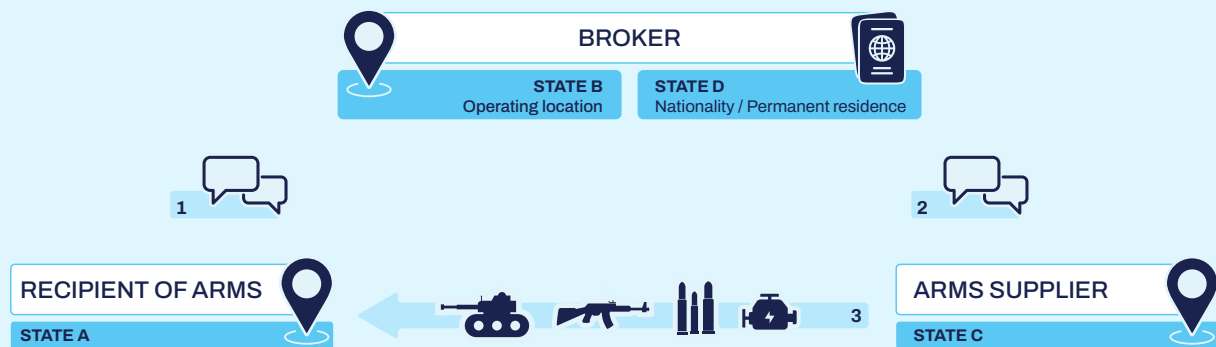 BROKER
STATE B
Operating location
STATE D
Nationality / Permanent residence
1
2
RECIPIENT OF ARMS
STATE A
3
ARMS SUPPLIER
STATE C